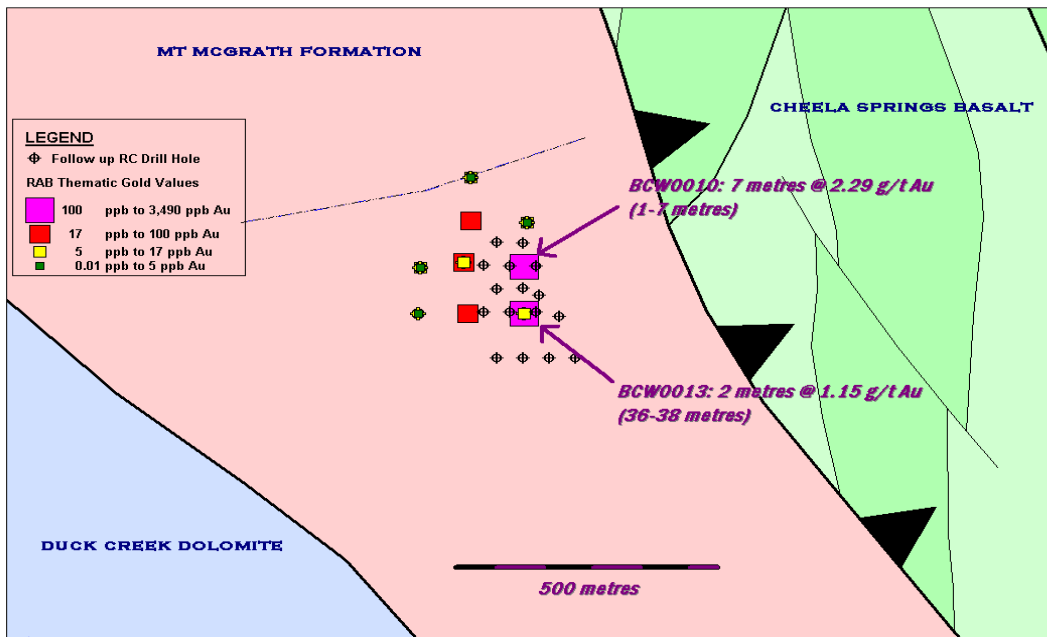 MT MCGRATH FORMATION
CHEELA SPRINGS BASALT
LEGEND
Follow up RC Drill Hole
RAB Thematic Gold Values
100 ppb to 3,490 ppb Au
17 ppb to 100 ppb Au
5 ppb to 17 ppb Au
0.01 ppb to 5 ppb Au
BCW0010: 7 metres @ 2.29 g/t Au
(1-7 metres)
BCW0013: 2 metres @ 1.15 g/t Au
(36-38 metres)
DUCK CREEK DOLOMITE
500 metres